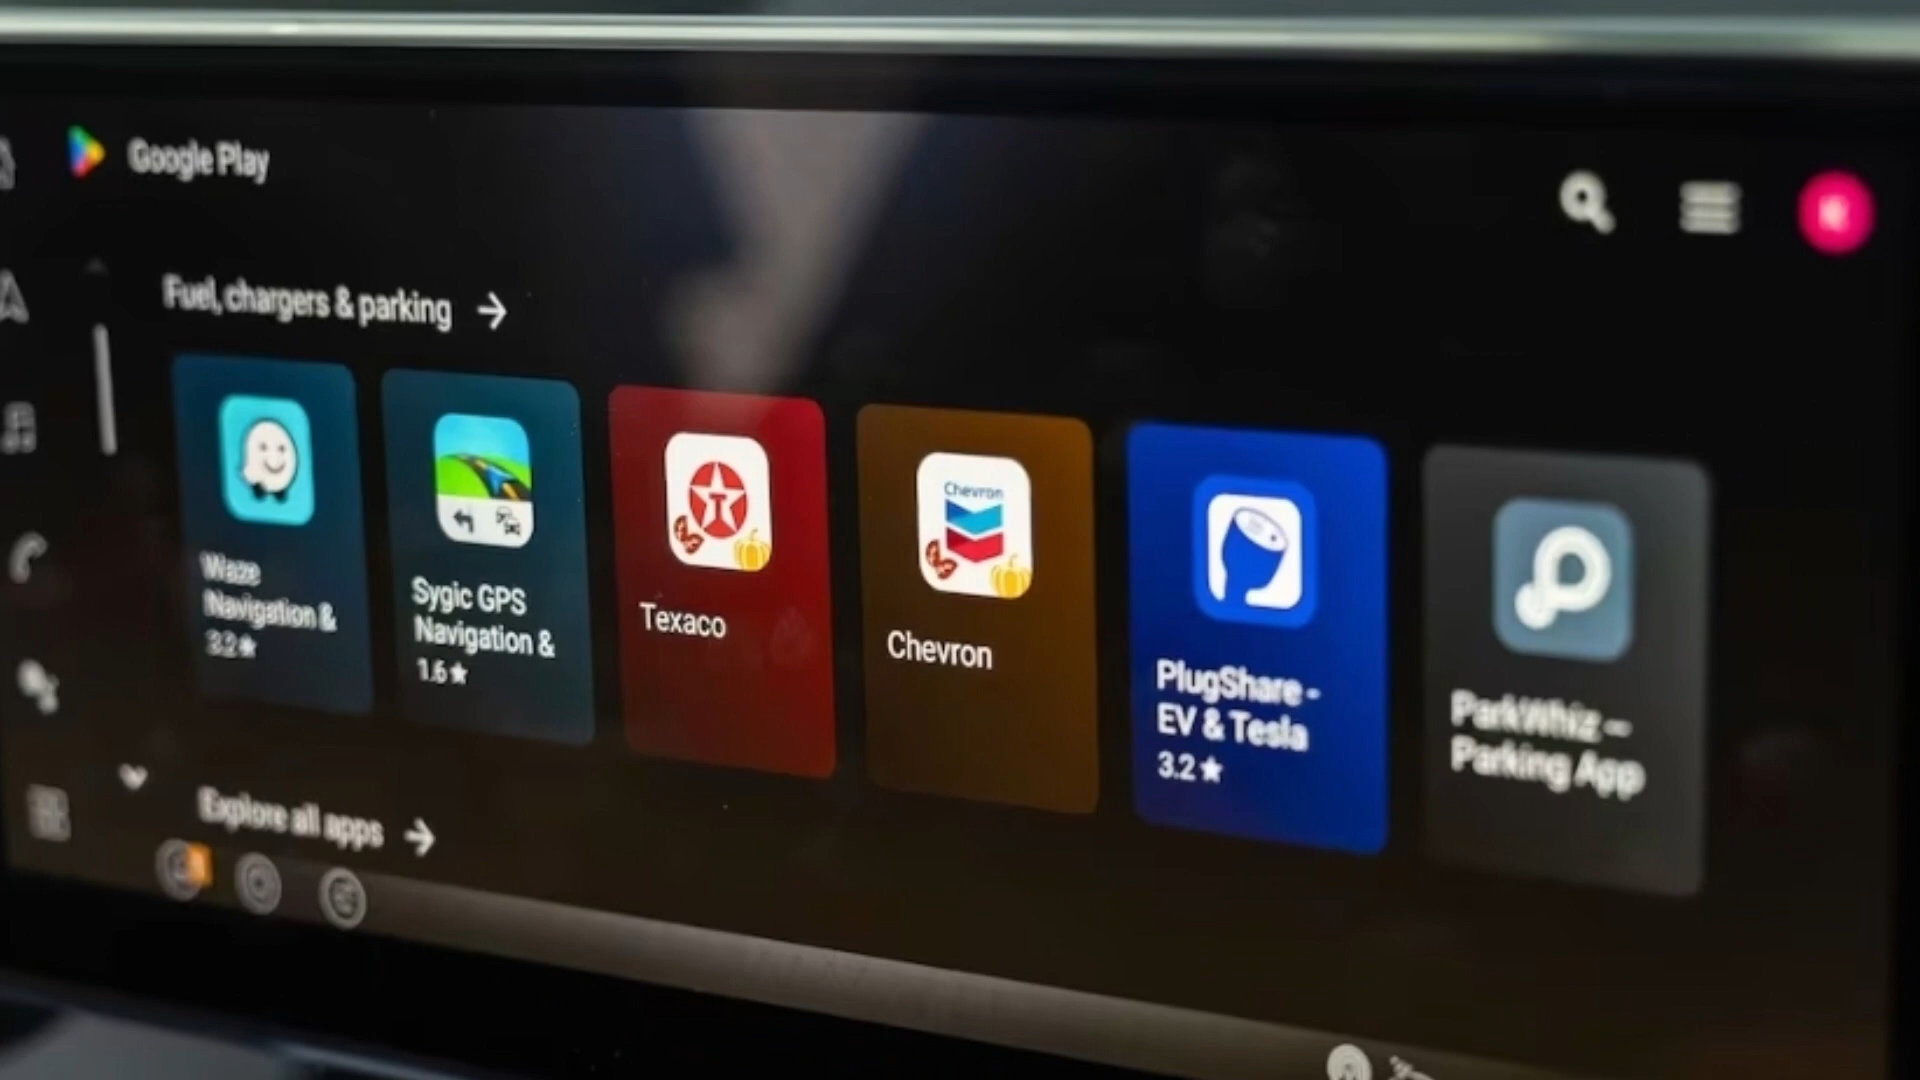 Google Play
Fuel, chargers & parking
Waze
Navigation &
3.2★
Sygic GPS
Navigation &
1.6★
Texaco
Chevron
Chevron
PlugShare -
EV & Tesla
3.2★
ParkWhiz –
Parking App
Explore all apps